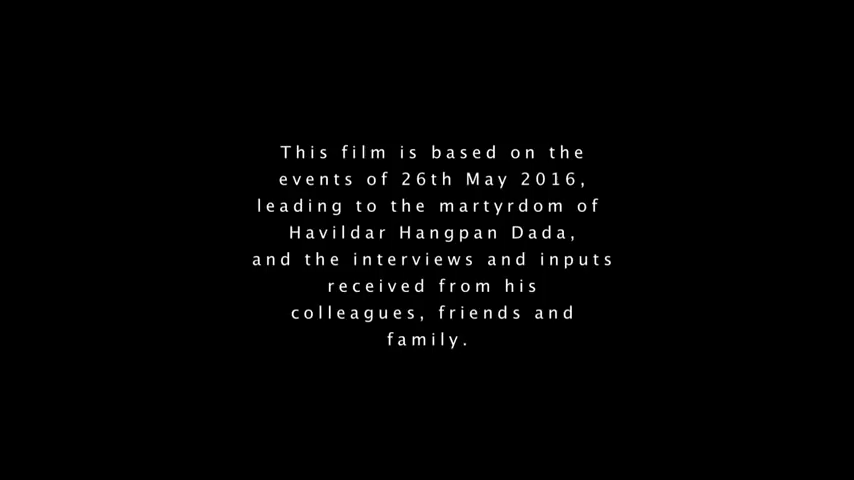 This film is based on the
events of 26th May 2016,
leading to the martyrdom of
Havildar Hangpan Dada,
and the interviews and inputs
received from his
colleagues, friends and
family.